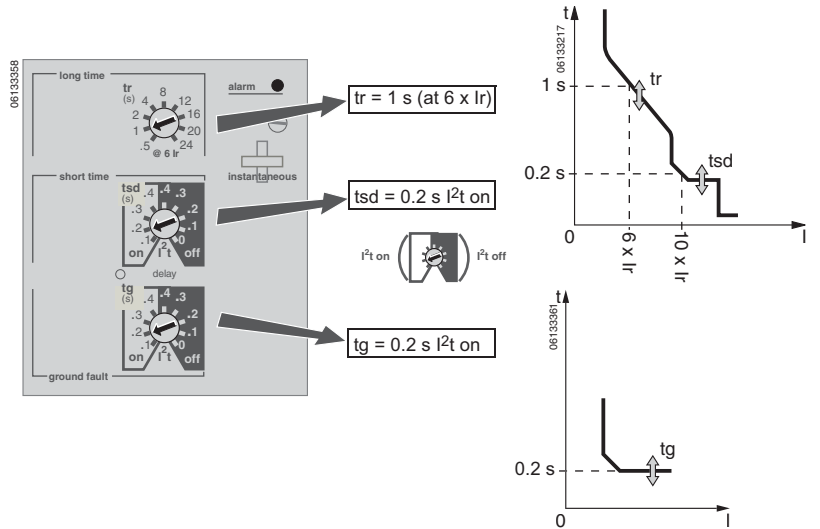 06133358
long time
tr
(s)
.5
1
2
4
8
12
16
20
24
@ 6 Ir
alarm
instantaneous
short time
tsd
(s)
.1
.2
.3
.4
.4
.3
.2
.1
0
on
I²t
off
delay
tg
(s)
.1
.2
.3
.4
.4
.3
.2
.1
0
on
I²t
off
ground fault
tr = 1 s (at 6 x Ir)
tsd = 0.2 s I²t on
I²t on
I²t off
tg = 0.2 s I²t on
t
06133217
1 s
tr
0.2 s
tsd
0
6 x Ir
10 x Ir
I
t
06133361
0.2 s
tg
0
I